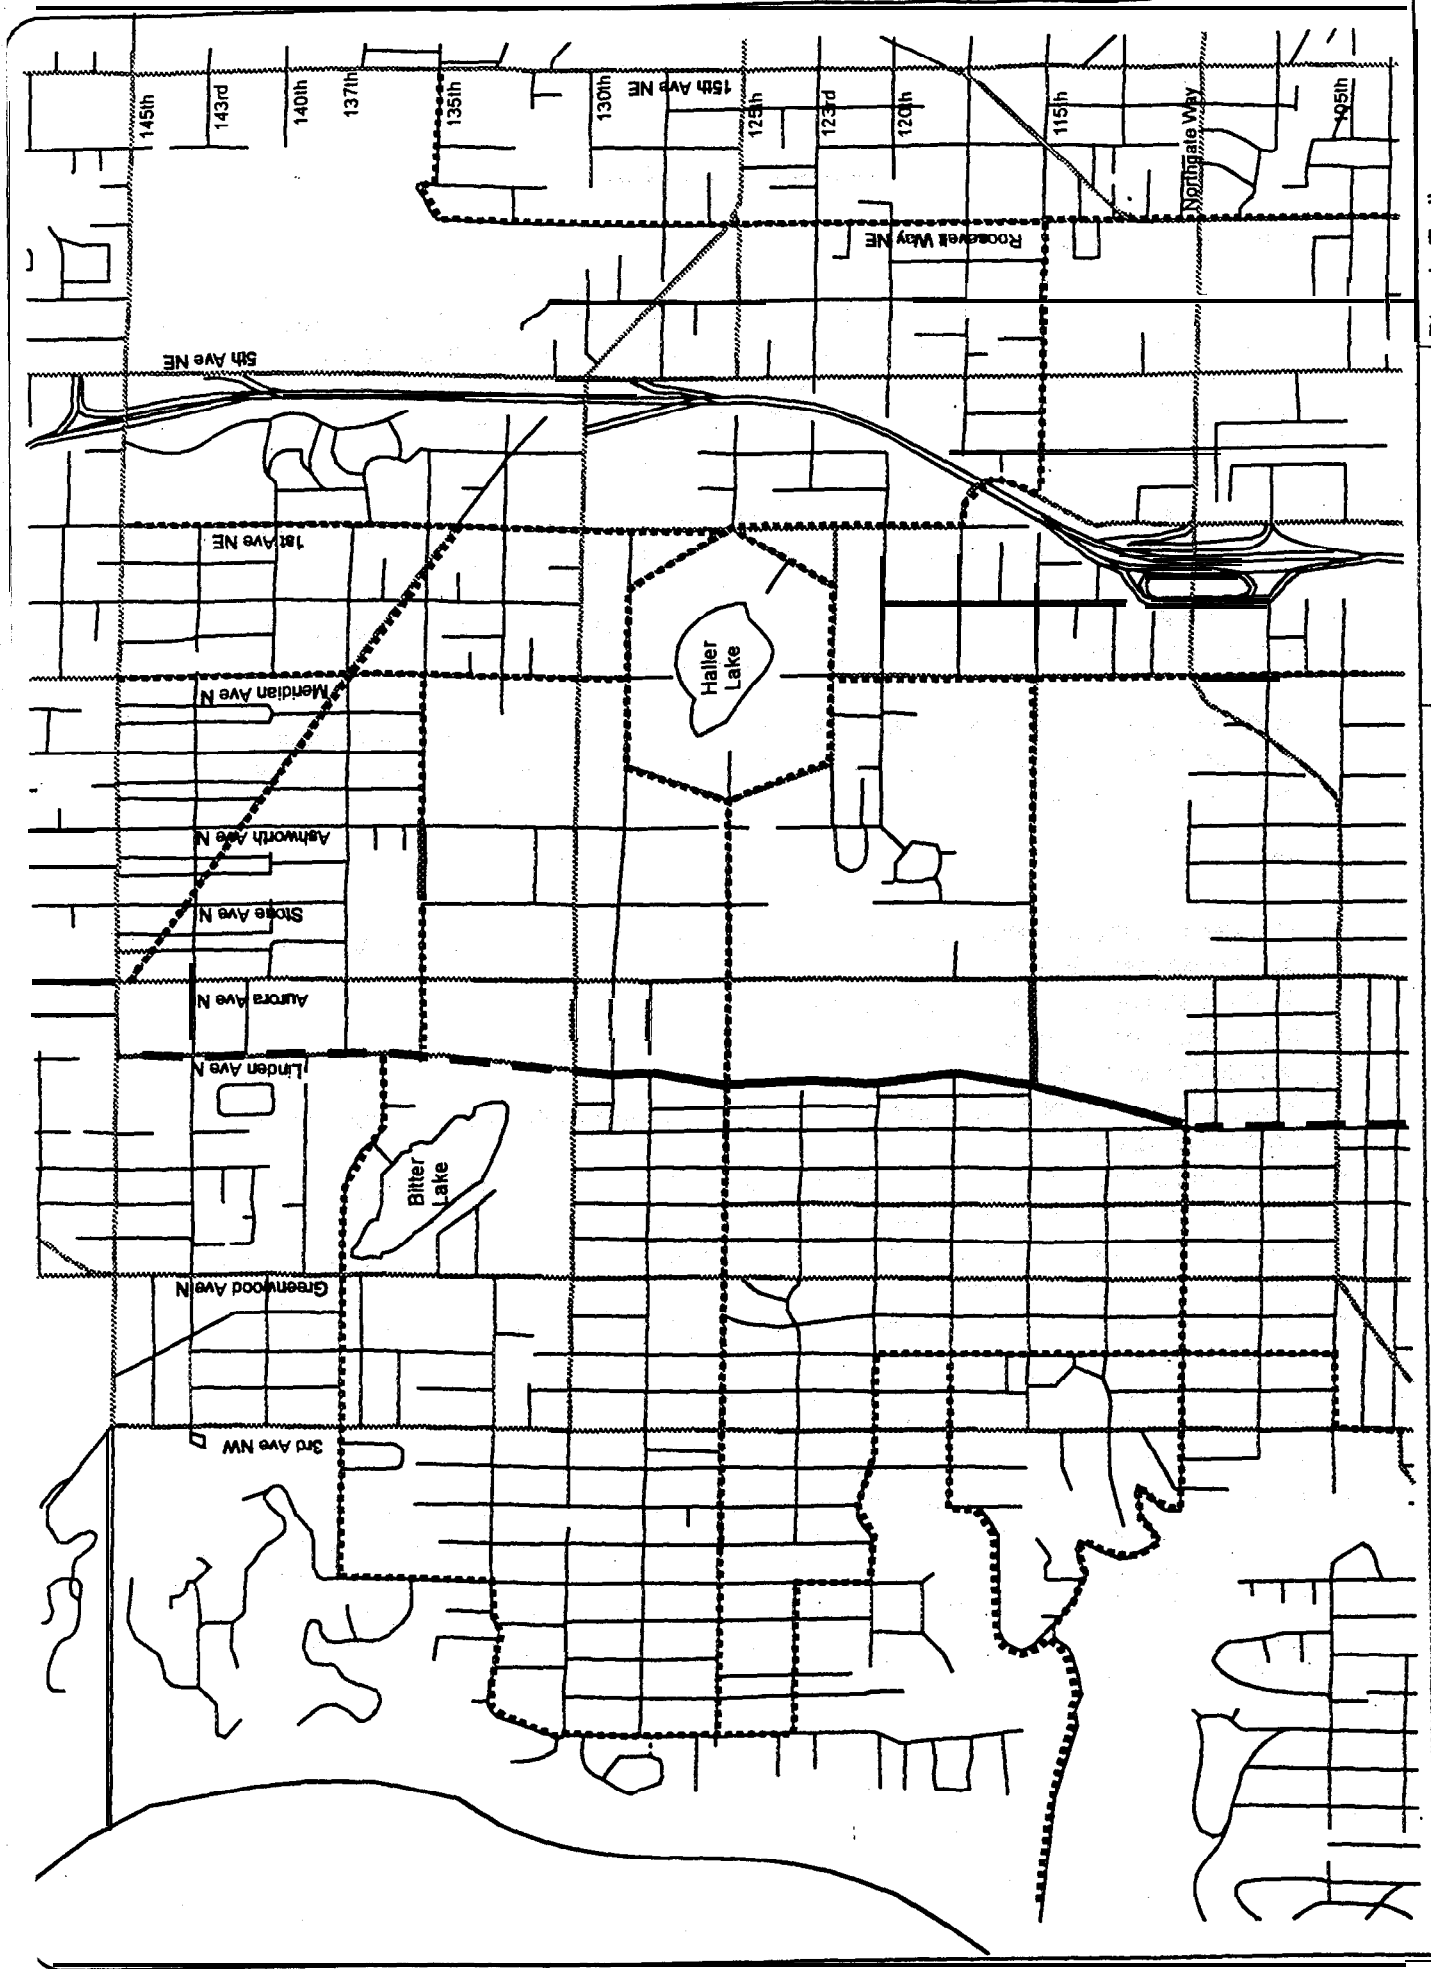 145th
143rd
140th
137th
135th
130th
15th Ave NE
125th
123rd
120th
115th
Northgate Way
105th
Roosevelt Way NE
5th Ave NE
1st Ave NE
Haller
Lake
Meridian Ave N
Ashworth Ave N
Stone Ave N
Aurora Ave N
Linden Ave N
Bitter
Lake
Greenwood Ave N
3rd Ave NW